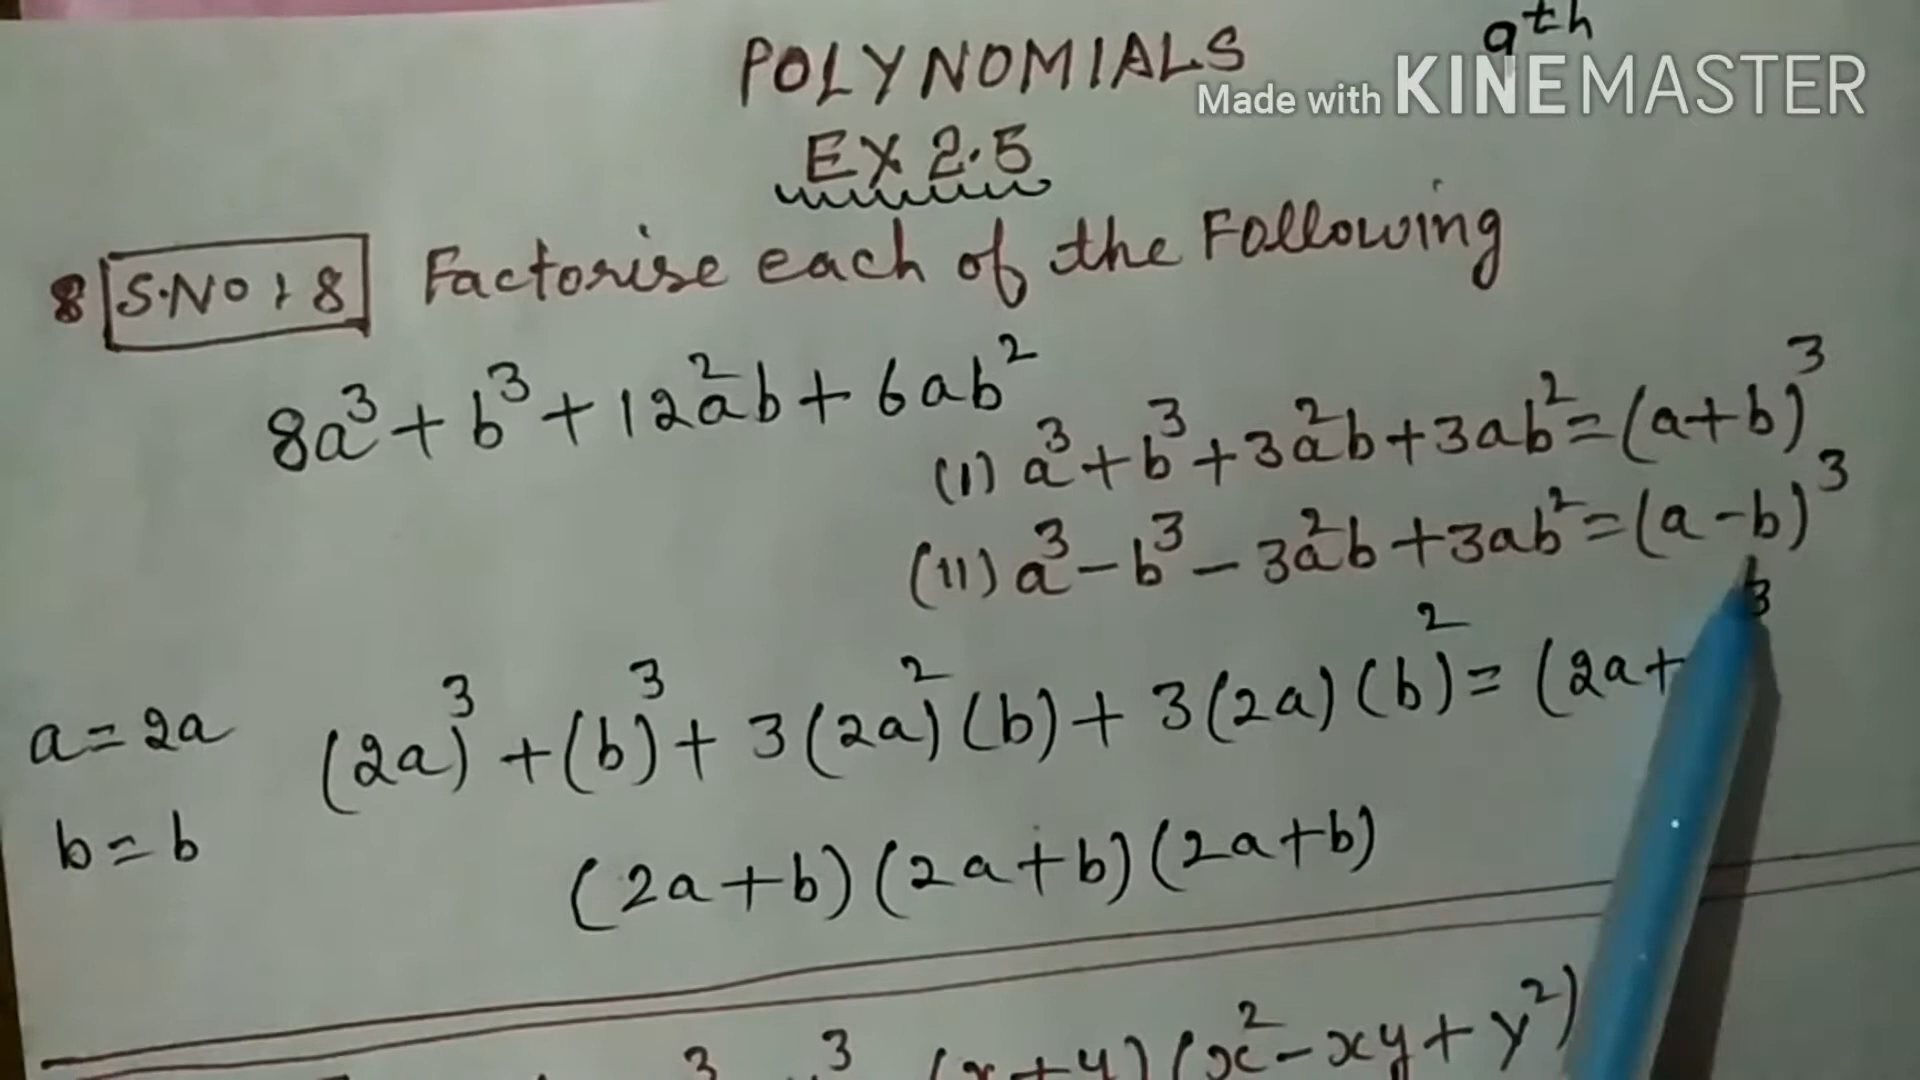 9th
POLYNOMIALS
Made with KINEMASTER
EX 2.5
8 S.NO : 8 Factorise each of the Following
8a³ + b³ + 12a²b + 6ab²
(I) a³ + b³ + 3a²b + 3ab² = (a+b)³
(II) a³ - b³ - 3a²b + 3ab² = (a-b)³
a = 2a (2a)³ + (b)³ + 3(2a)²(b) + 3(2a)(b)² = (2a+
b = b (2a+b)(2a+b)(2a+b)
(x²-xy+y²)